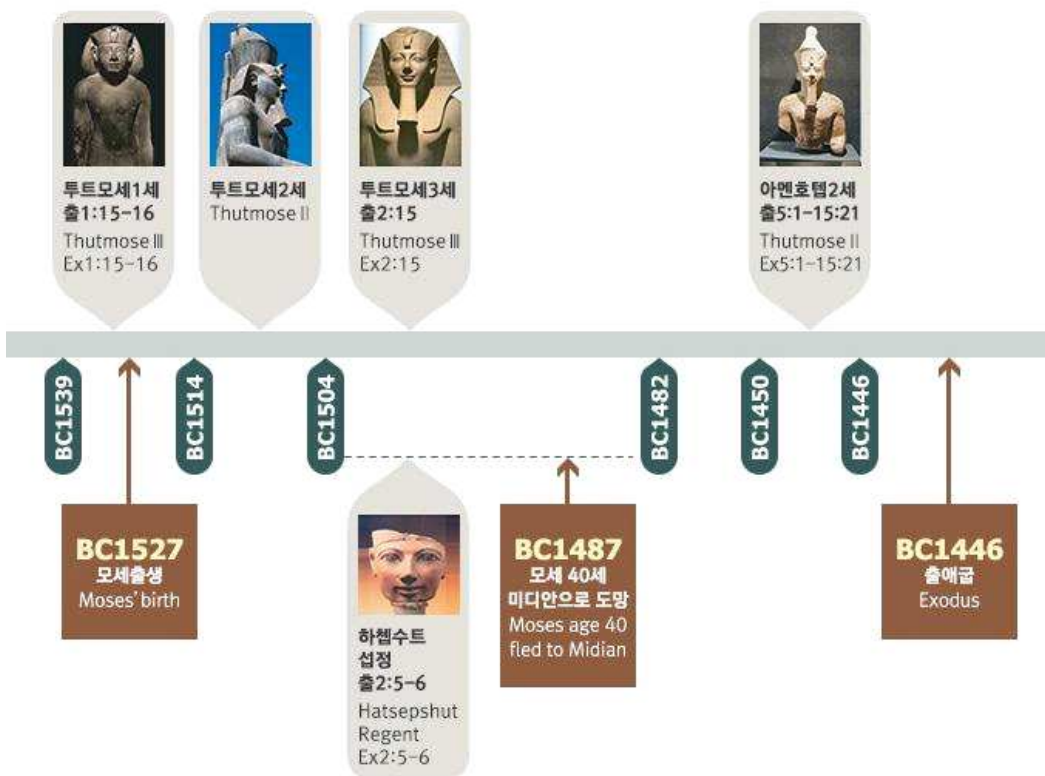 투트모세1세
출1:15-16
Thutmose Ⅲ
Ex1:15-16
투트모세2세
Thutmose Ⅱ
투트모세3세
출2:15
Thutmose Ⅲ
Ex2:15
아멘호텝2세
출5:1-15:21
Thutmose Ⅱ
Ex5:1-15:21
BC1539
BC1514
BC1504
BC1482
BC1450
BC1446
BC1527
모세출생
Moses' birth
하쳅수트
섭정
출2:5-6
Hatsepshut
Regent
Ex2:5-6
BC1487
모세 40세
미디안으로 도망
Moses age 40
fled to Midian
BC1446
출애굽
Exodus